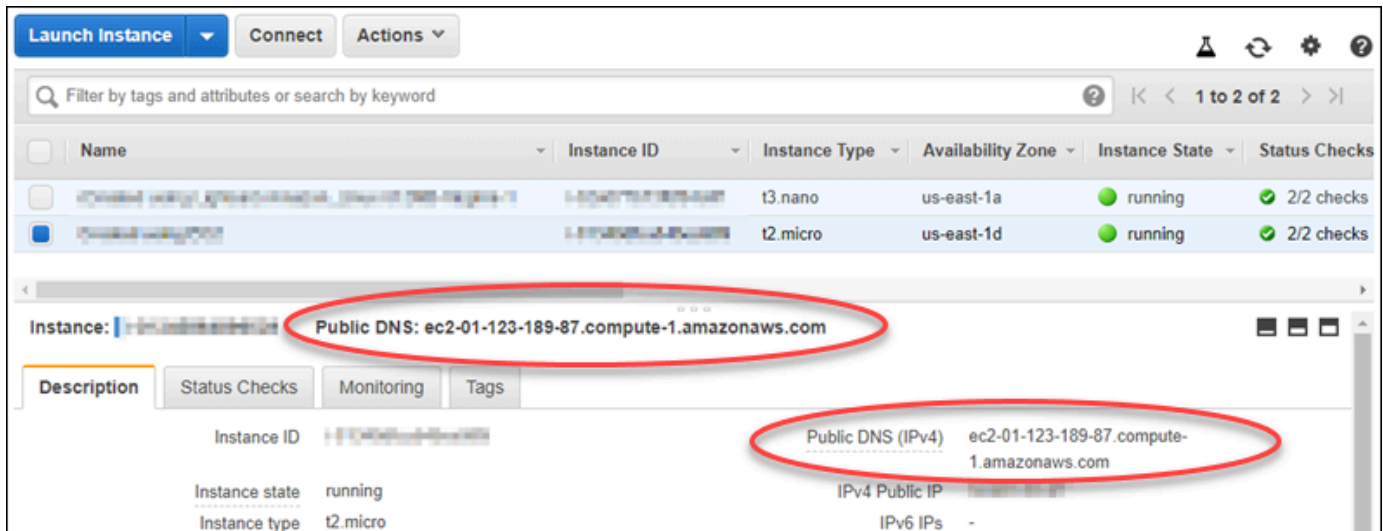 Launch Instance Connect Actions
Filter by tags and attributes or search by keyword 1 to 2 of 2
Name Instance ID Instance Type Availability Zone Instance State Status Checks
t3.nano us-east-1a running 2/2 checks
t2.micro us-east-1d running 2/2 checks
Instance: Public DNS: ec2-01-123-189-87.compute-1.amazonaws.com
Description Status Checks Monitoring Tags
Instance ID Public DNS (IPv4) ec2-01-123-189-87.compute-
1.amazonaws.com
Instance state running IPv4 Public IP
Instance type t2.micro IPv6 IPs -